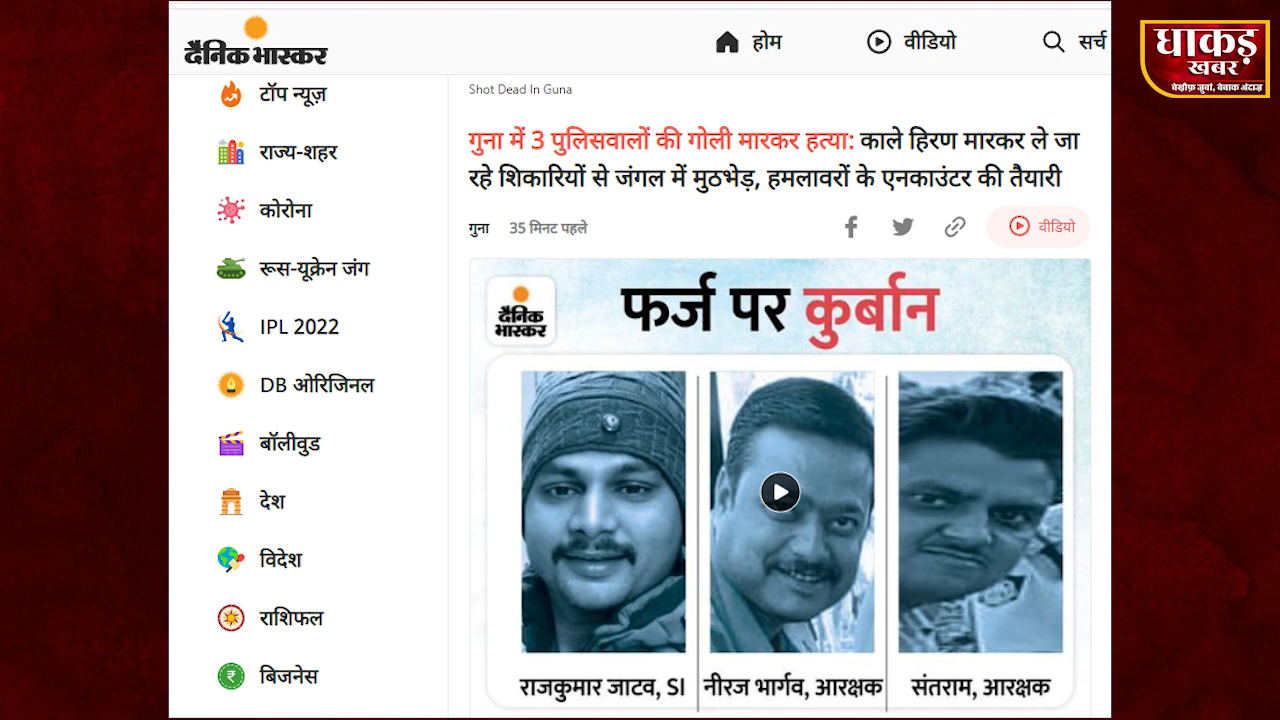 दैनिक भास्कर
होम
वीडियो
सर्च
धाकड़
खबर
बेख़ौफ़ जुबां, बेबाक अंदाज़
टॉप न्यूज़
राज्य-शहर
कोरोना
रूस-यूक्रेन जंग
IPL 2022
DB ओरिजिनल
बॉलीवुड
देश
विदेश
राशिफल
बिजनेस
Shot Dead In Guna
गुना में 3 पुलिसवालों की गोली मारकर हत्या: काले हिरण मारकर ले जा
रहे शिकारियों से जंगल में मुठभेड़, हमलावरों के एनकाउंटर की तैयारी
गुना 35 मिनट पहले
वीडियो
दैनिक
भास्कर
फर्ज पर कुर्बान
राजकुमार जाटव, SI
नीरज भार्गव, आरक्षक
संतराम, आरक्षक